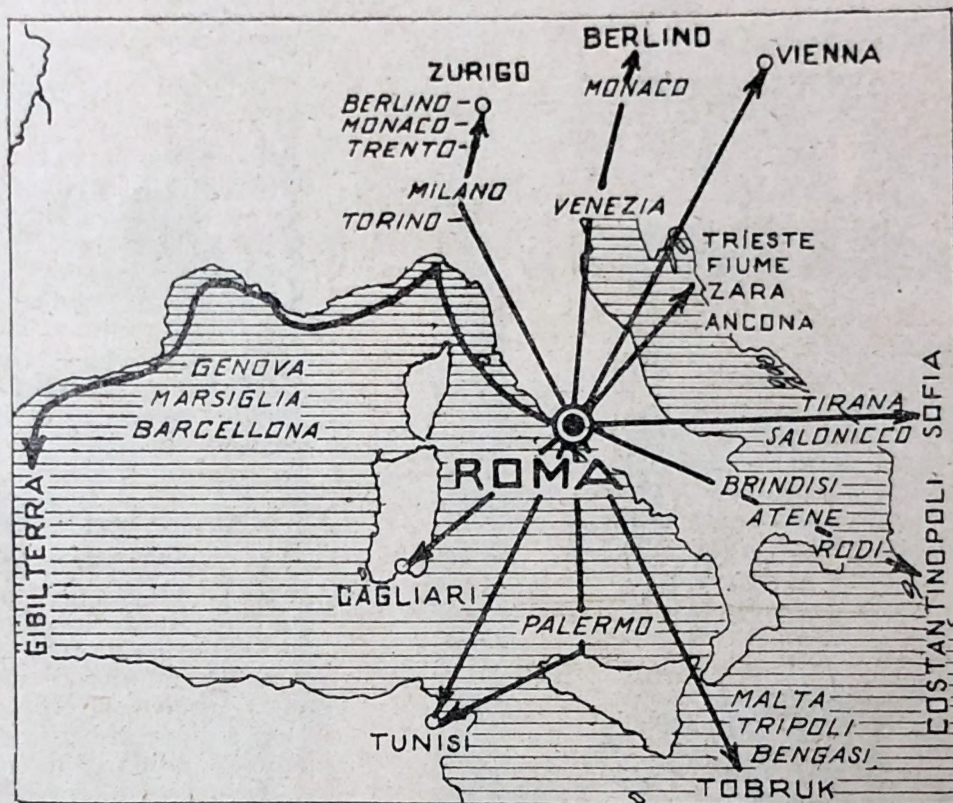 BERLINO
VIENNA
ZURIGO
MONACO
BERLINO
MONACO
TRENTO
MILANO
TORINO
VENEZIA
TRIESTE
FIUME
ZARA
ANCONA
GENOVA
MARSIGLIA
BARCELLONA
TIRANA
SALONICCO
SOFIA
ROMA
BRINDISI
ATENE
RODI
COSTANTINOPOLI
GIBILTERRA
CAGLIARI
PALERMO
TUNISI
MALTA
TRIPOLI
BENGASI
TOBRUK